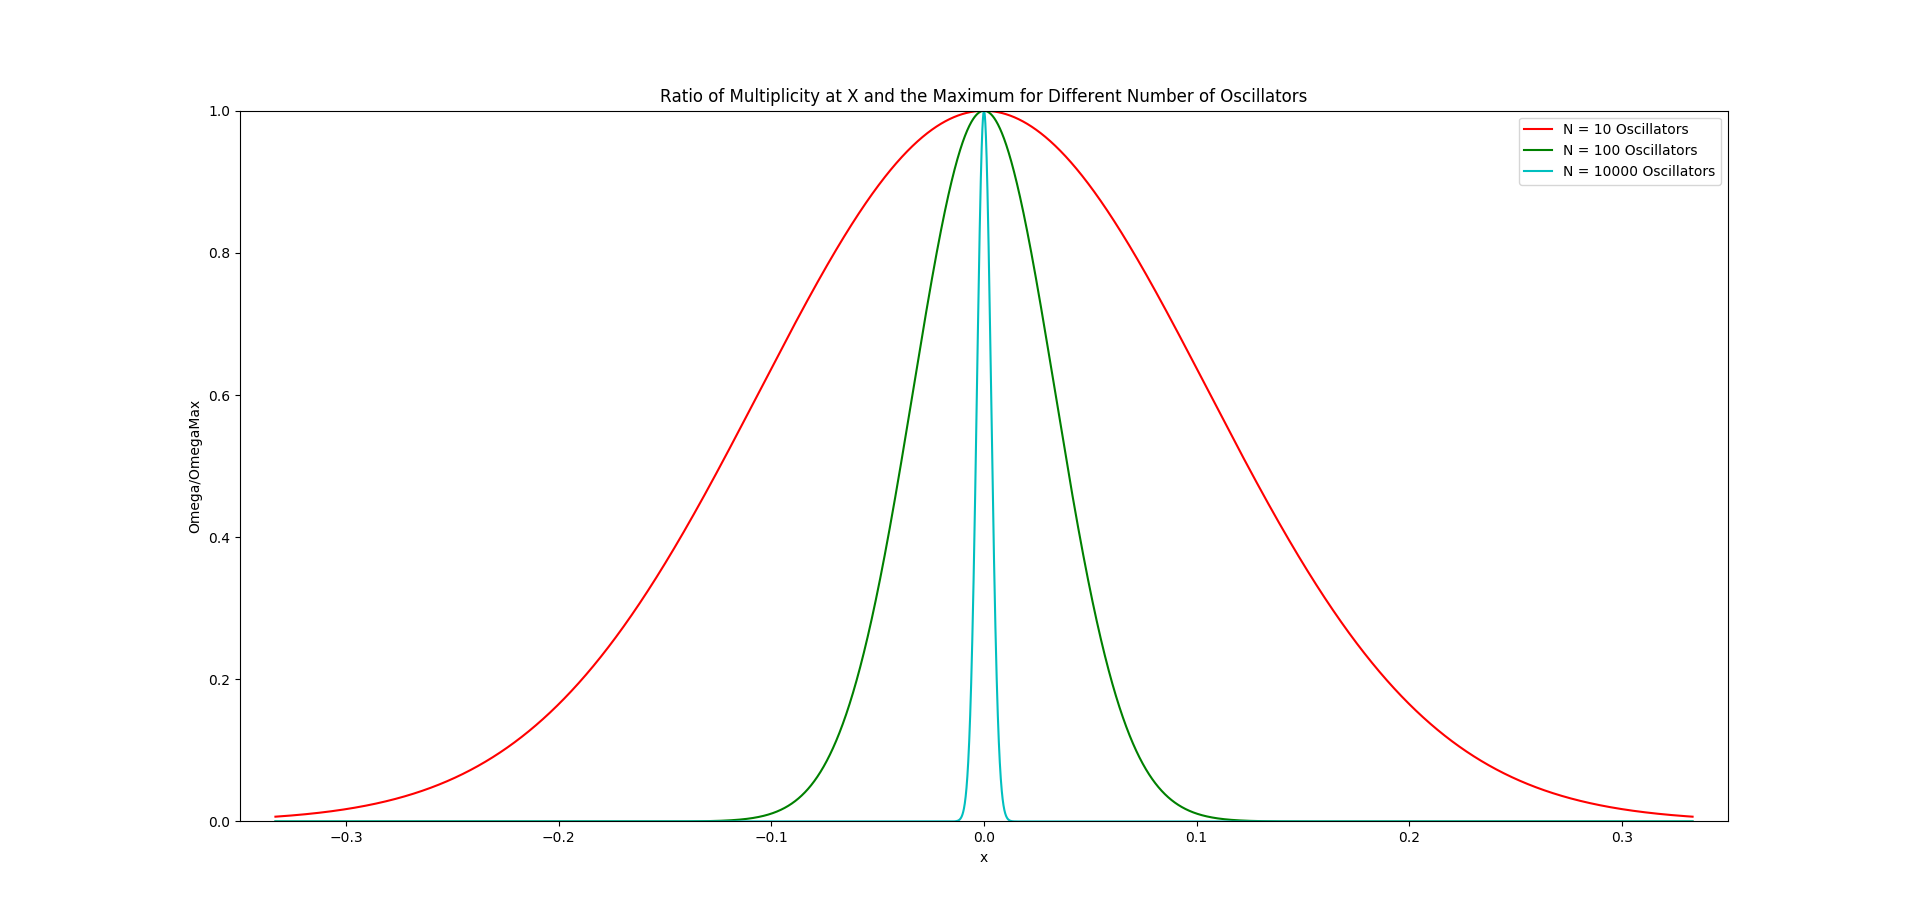 Ratio of Multiplicity at X and the Maximum for Different Number of Oscillators
N = 10 Oscillators
N = 100 Oscillators
N = 10000 Oscillators
Omega/OmegaMax
1.0
0.8
0.6
0.4
0.2
0.0
−0.3 −0.2 −0.1 0.0 0.1 0.2 0.3
x